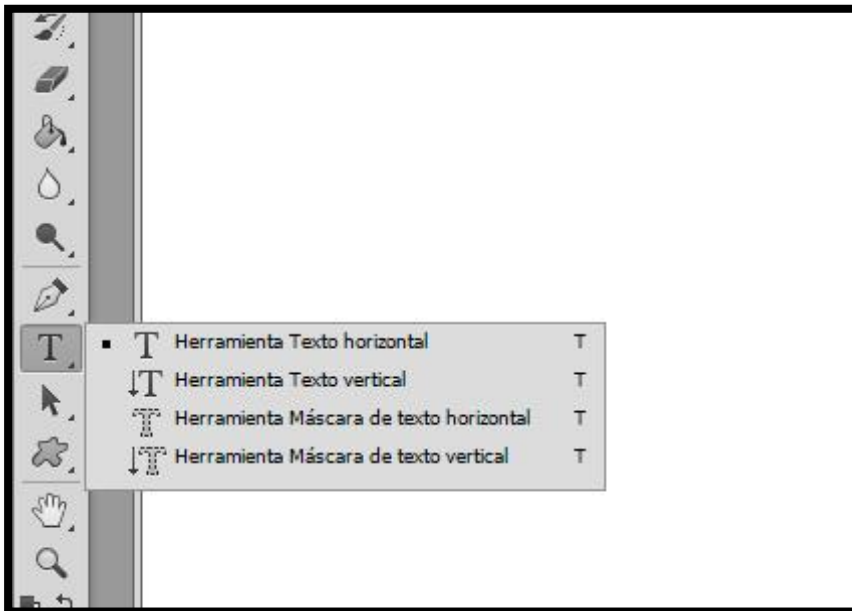 Herramienta Texto horizontal T
Herramienta Texto vertical T
Herramienta Máscara de texto horizontal T
Herramienta Máscara de texto vertical T